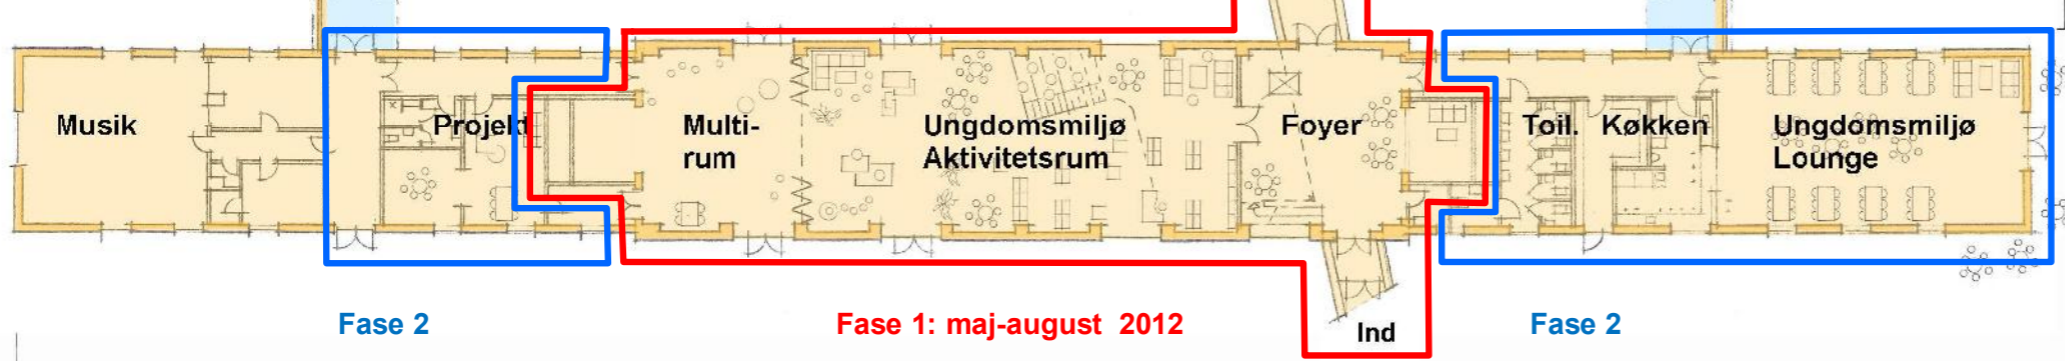 Musik
Projekt
Multi-
rum
Ungdomsmiljø
Aktivitetsrum
Foyer
Toil.
Køkken
Ungdomsmiljø
Lounge
Fase 2
Fase 1: maj-august 2012
Ind
Fase 2